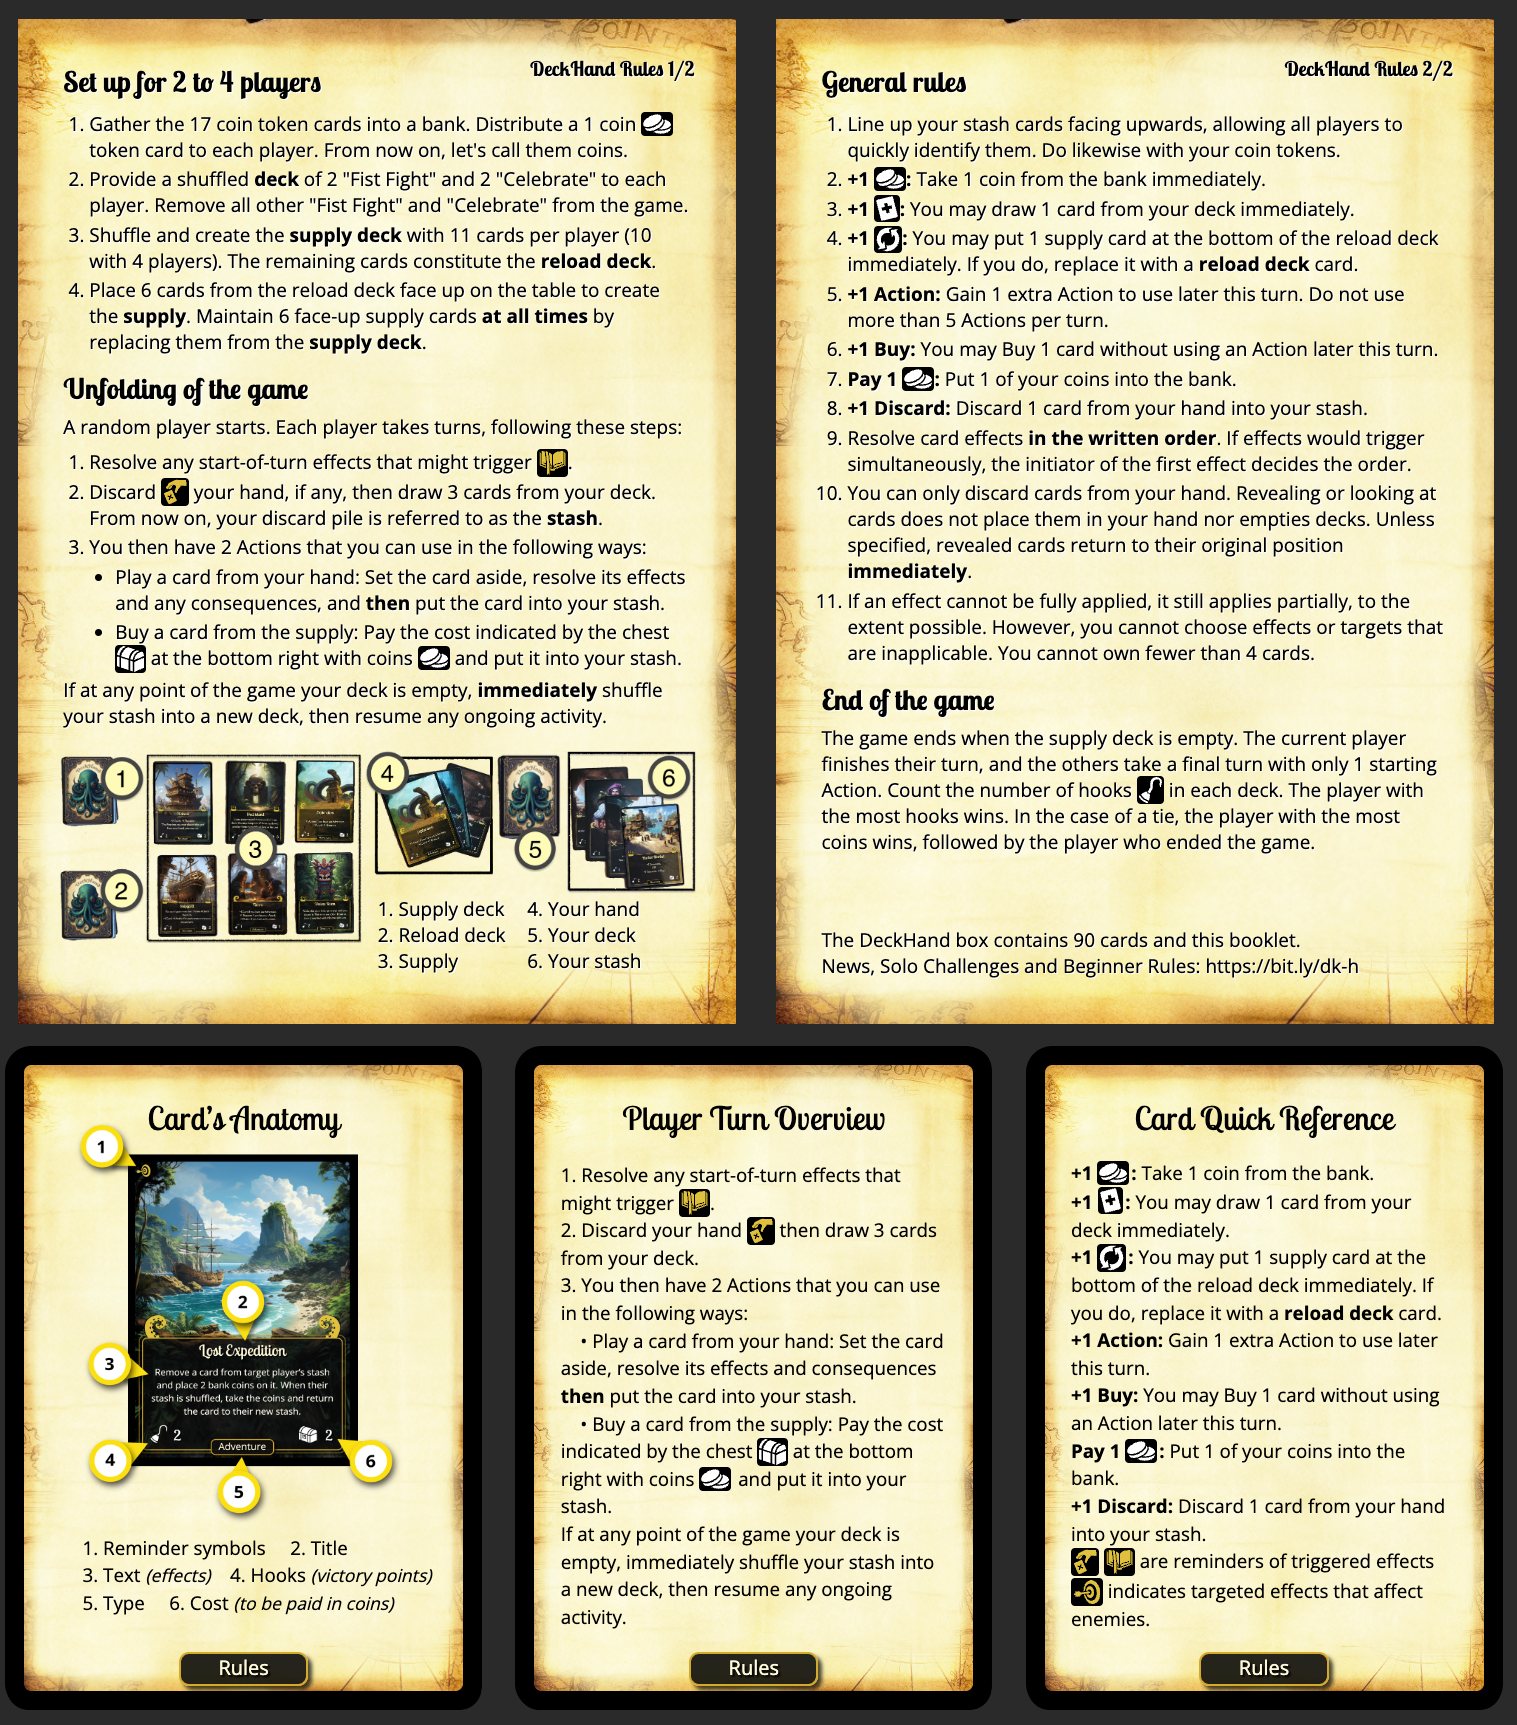 DeckHand Rules 1/2
Set up for 2 to 4 players
1. Gather the 17 coin token cards into a bank. Distribute a 1 coin
token card to each player. From now on, let's call them coins.
2. Provide a shuffled deck of 2 "Fist Fight" and 2 "Celebrate" to each
player. Remove all other "Fist Fight" and "Celebrate" from the game.
3. Shuffle and create the supply deck with 11 cards per player (10
with 4 players). The remaining cards constitute the reload deck.
4. Place 6 cards from the reload deck face up on the table to create
the supply. Maintain 6 face-up supply cards at all times by
replacing them from the supply deck.
Unfolding of the game
A random player starts. Each player takes turns, following these steps:
1. Resolve any start-of-turn effects that might trigger .
2. Discard your hand, if any, then draw 3 cards from your deck.
From now on, your discard pile is referred to as the stash.
3. You then have 2 Actions that you can use in the following ways:
• Play a card from your hand: Set the card aside, resolve its effects
and any consequences, and then put the card into your stash.
• Buy a card from the supply: Pay the cost indicated by the chest
at the bottom right with coins and put it into your stash.
If at any point of the game your deck is empty, immediately shuffle
your stash into a new deck, then resume any ongoing activity.
1
2
3
4
5
6
1. Supply deck 4. Your hand
2. Reload deck 5. Your deck
3. Supply 6. Your stash
DeckHand Rules 2/2
General rules
1. Line up your stash cards facing upwards, allowing all players to
quickly identify them. Do likewise with your coin tokens.
2. +1 : Take 1 coin from the bank immediately.
3. +1 : You may draw 1 card from your deck immediately.
4. +1 : You may put 1 supply card at the bottom of the reload deck
immediately. If you do, replace it with a reload deck card.
5. +1 Action: Gain 1 extra Action to use later this turn. Do not use
more than 5 Actions per turn.
6. +1 Buy: You may Buy 1 card without using an Action later this turn.
7. Pay 1 : Put 1 of your coins into the bank.
8. +1 Discard: Discard 1 card from your hand into your stash.
9. Resolve card effects in the written order. If effects would trigger
simultaneously, the initiator of the first effect decides the order.
10. You can only discard cards from your hand. Revealing or looking at
cards does not place them in your hand nor empties decks. Unless
specified, revealed cards return to their original position
immediately.
11. If an effect cannot be fully applied, it still applies partially, to the
extent possible. However, you cannot choose effects or targets that
are inapplicable. You cannot own fewer than 4 cards.
End of the game
The game ends when the supply deck is empty. The current player
finishes their turn, and the others take a final turn with only 1 starting
Action. Count the number of hooks in each deck. The player with
the most hooks wins. In the case of a tie, the player with the most
coins wins, followed by the player who ended the game.
The DeckHand box contains 90 cards and this booklet.
News, Solo Challenges and Beginner Rules: https://bit.ly/dk-h
Card's Anatomy
1
2
Lost Expedition
3
Remove a card from target player's stash
and place 2 bank coins on it. When their
stash is shuffled, take the coins and return
the card to their new stash.
2 2
Adventure
4
5
6
1. Reminder symbols 2. Title
3. Text (effects) 4. Hooks (victory points)
5. Type 6. Cost (to be paid in coins)
Rules
Player Turn Overview
1. Resolve any start-of-turn effects that
might trigger .
2. Discard your hand then draw 3 cards
from your deck.
3. You then have 2 Actions that you can use
in the following ways:
• Play a card from your hand: Set the card
aside, resolve its effects and consequences
then put the card into your stash.
• Buy a card from the supply: Pay the cost
indicated by the chest at the bottom
right with coins and put it into your
stash.
If at any point of the game your deck is
empty, immediately shuffle your stash into
a new deck, then resume any ongoing
activity.
Rules
Card Quick Reference
+1 : Take 1 coin from the bank.
+1 : You may draw 1 card from your
deck immediately.
+1 : You may put 1 supply card at the
bottom of the reload deck immediately. If
you do, replace it with a reload deck card.
+1 Action: Gain 1 extra Action to use later
this turn.
+1 Buy: You may Buy 1 card without using
an Action later this turn.
Pay 1 : Put 1 of your coins into the
bank.
+1 Discard: Discard 1 card from your hand
into your stash.
are reminders of triggered effects
indicates targeted effects that affect
enemies.
Rules